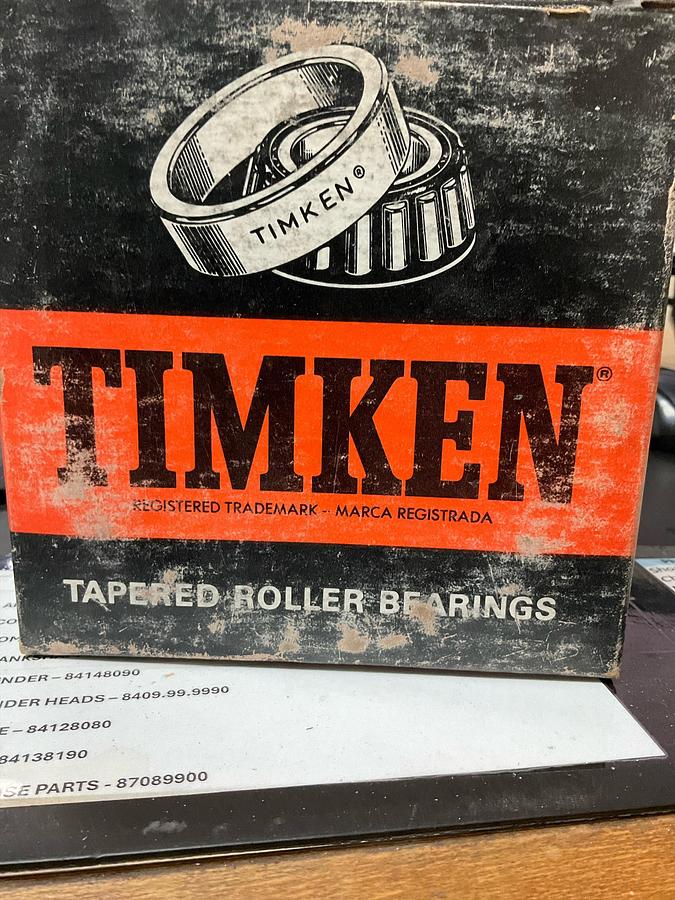 TIMKEN®
TIMKEN®
REGISTERED TRADEMARK - MARCA REGISTRADA
TAPERED ROLLER BEARINGS
NDER – 84148090
DER HEADS – 8409.99.9990
E – 84128080
84138190
SE PARTS - 87089900